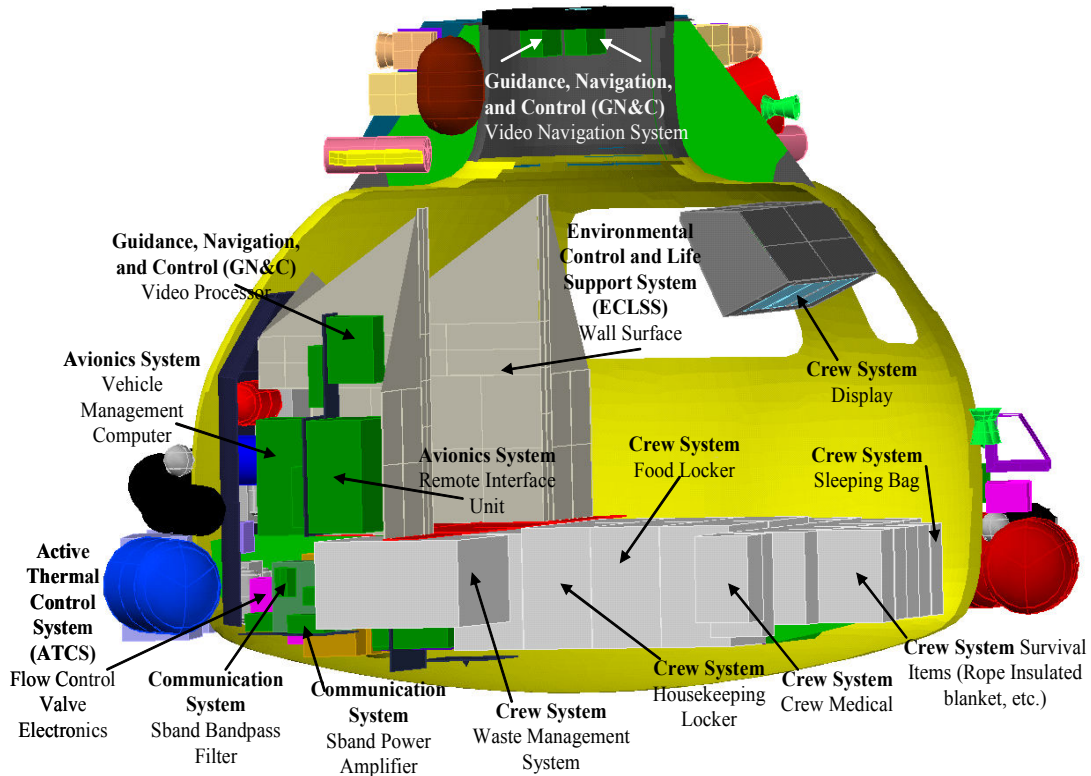 Guidance, Navigation,
and Control (GN&C)
Video Navigation System
Guidance, Navigation,
and Control (GN&C)
Video Processor
Environmental
Control and Life
Support System
(ECLSS)
Wall Surface
Avionics System
Vehicle
Management
Computer
Crew System
Display
Avionics System
Remote Interface
Unit
Crew System
Food Locker
Crew System
Sleeping Bag
Active
Thermal
Control
System
(ATCS)
Flow Control
Valve
Electronics
Communication
System
Sband Bandpass
Filter
Communication
System
Sband Power
Amplifier
Crew System
Waste Management
System
Crew System
Housekeeping
Locker
Crew System
Crew Medical
Crew System Survival
Items (Rope Insulated
blanket, etc.)